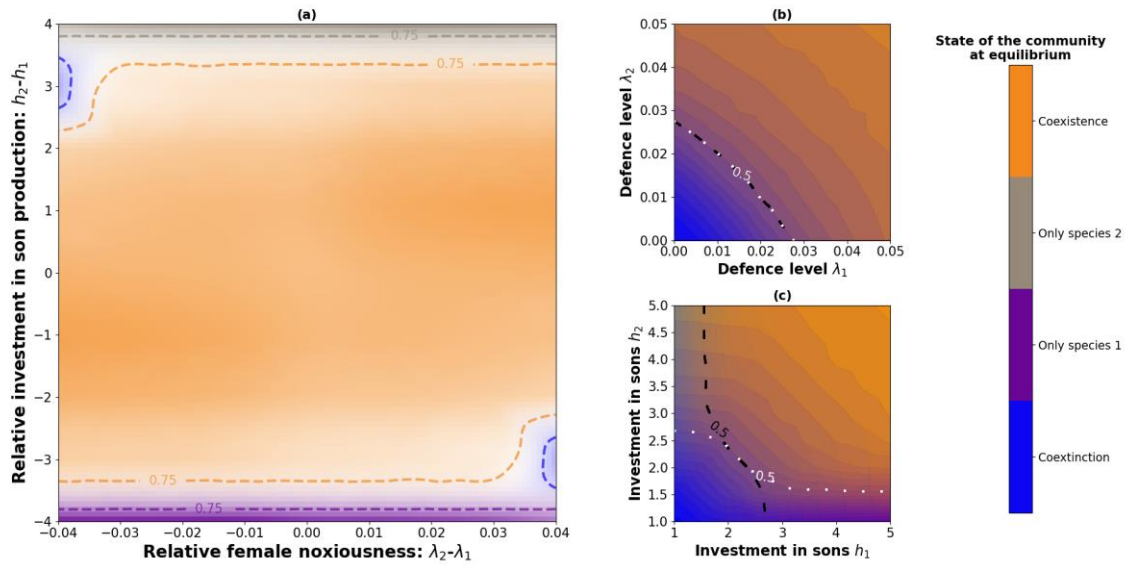 (a)
4
3
2
1
0
−1
−2
−3
−4
Relative investment in son production: h₂-h₁
0.75
0.75
0.75
0.75
−0.04 −0.03 −0.02 −0.01 0.00 0.01 0.02 0.03 0.04
Relative female noxiousness: λ₂-λ₁
(b)
0.05
0.04
0.03
0.02
0.01
0.00
Defence level λ₂
0.5
0.00 0.01 0.02 0.03 0.04 0.05
Defence level λ₁
(c)
5.0
4.5
4.0
3.5
3.0
2.5
2.0
1.5
1.0
Investment in sons h₂
0.5
0.5
1 2 3 4 5
Investment in sons h₁
State of the community
at equilibrium
Coexistence
Only species 2
Only species 1
Coextinction